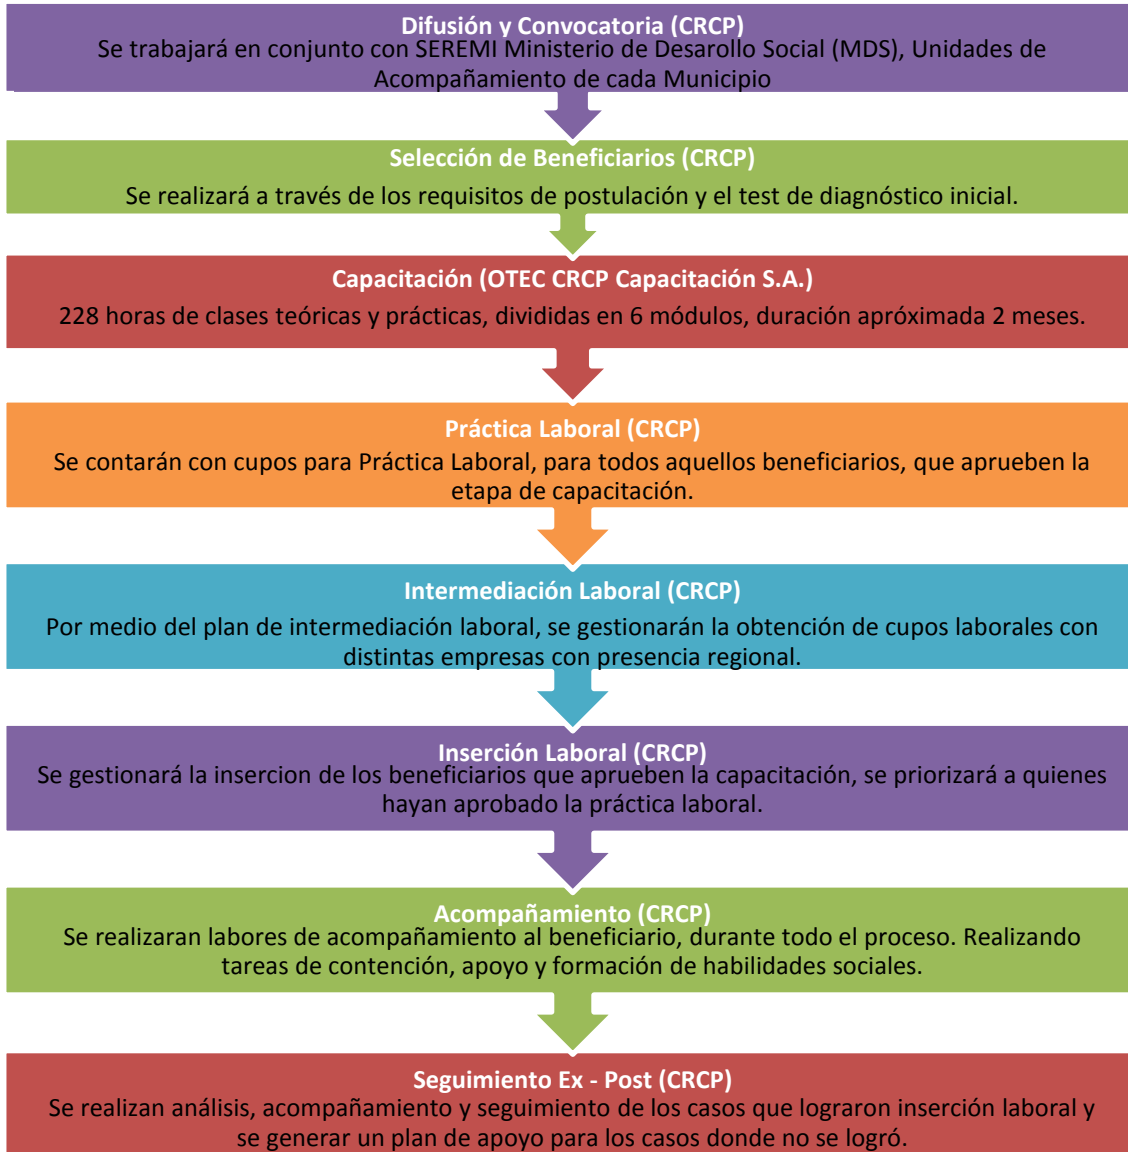 Difusión y Convocatoria (CRCP)
Se trabajará en conjunto con SEREMI Ministerio de Desarollo Social (MDS), Unidades de
Acompañamiento de cada Municipio
Selección de Beneficiarios (CRCP)
Se realizará a través de los requisitos de postulación y el test de diagnóstico inicial.
Capacitación (OTEC CRCP Capacitación S.A.)
228 horas de clases teóricas y prácticas, divididas en 6 módulos, duración apróximada 2 meses.
Práctica Laboral (CRCP)
Se contarán con cupos para Práctica Laboral, para todos aquellos beneficiarios, que aprueben la
etapa de capacitación.
Intermediación Laboral (CRCP)
Por medio del plan de intermediación laboral, se gestionarán la obtención de cupos laborales con
distintas empresas con presencia regional.
Inserción Laboral (CRCP)
Se gestionará la insercion de los beneficiarios que aprueben la capacitación, se priorizará a quienes
hayan aprobado la práctica laboral.
Acompañamiento (CRCP)
Se realizaran labores de acompañamiento al beneficiario, durante todo el proceso. Realizando
tareas de contención, apoyo y formación de habilidades sociales.
Seguimiento Ex - Post (CRCP)
Se realizan análisis, acompañamiento y seguimiento de los casos que lograron inserción laboral y
se generar un plan de apoyo para los casos donde no se logró.